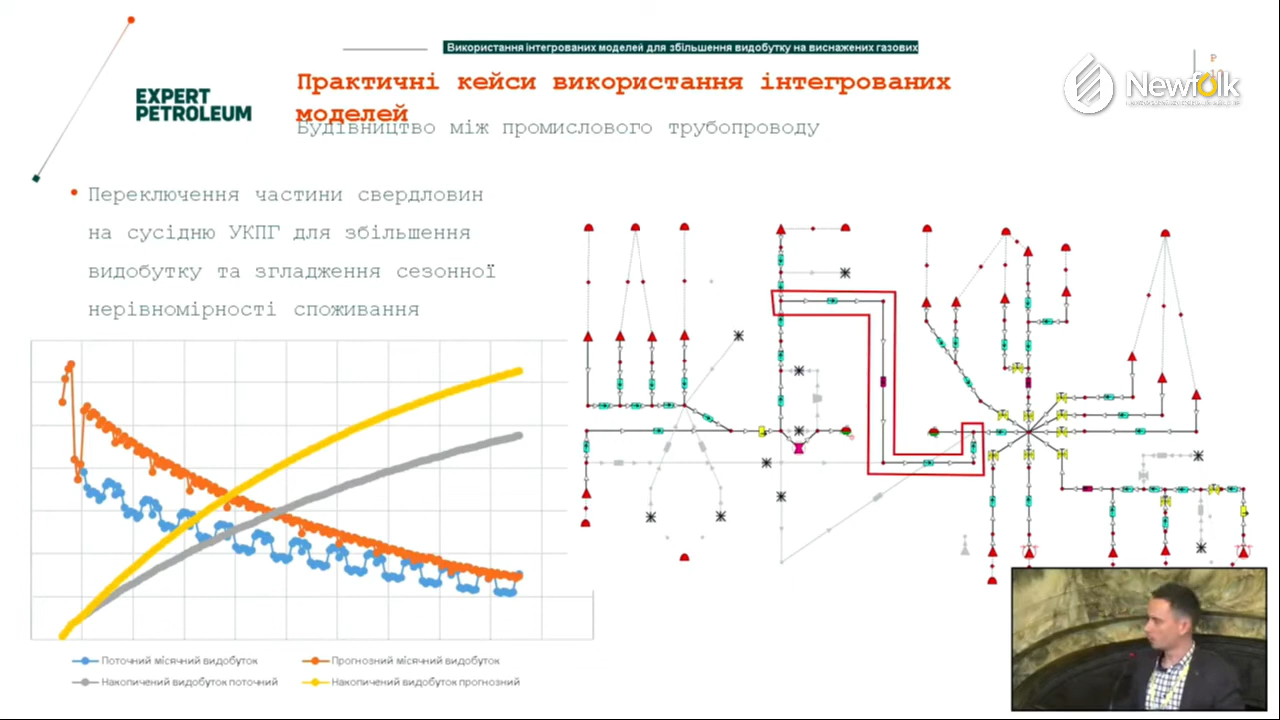 Використання інтегрованих моделей для збільшення видобутку на виснажених газових
Практичні кейси використання інтегрованих
моделей
Будівництво між промислового трубопроводу
EXPERT
PETROLEUM
Newfolk
P
• Переключення частини свердловин
на сусідню УКПГ для збільшення
видобутку та згладження сезонної
нерівномірності споживання
Поточний місячний видобуток
Прогнозний місячний видобуток
Накопичений видобуток поточний
Накопичений видобуток прогнозний